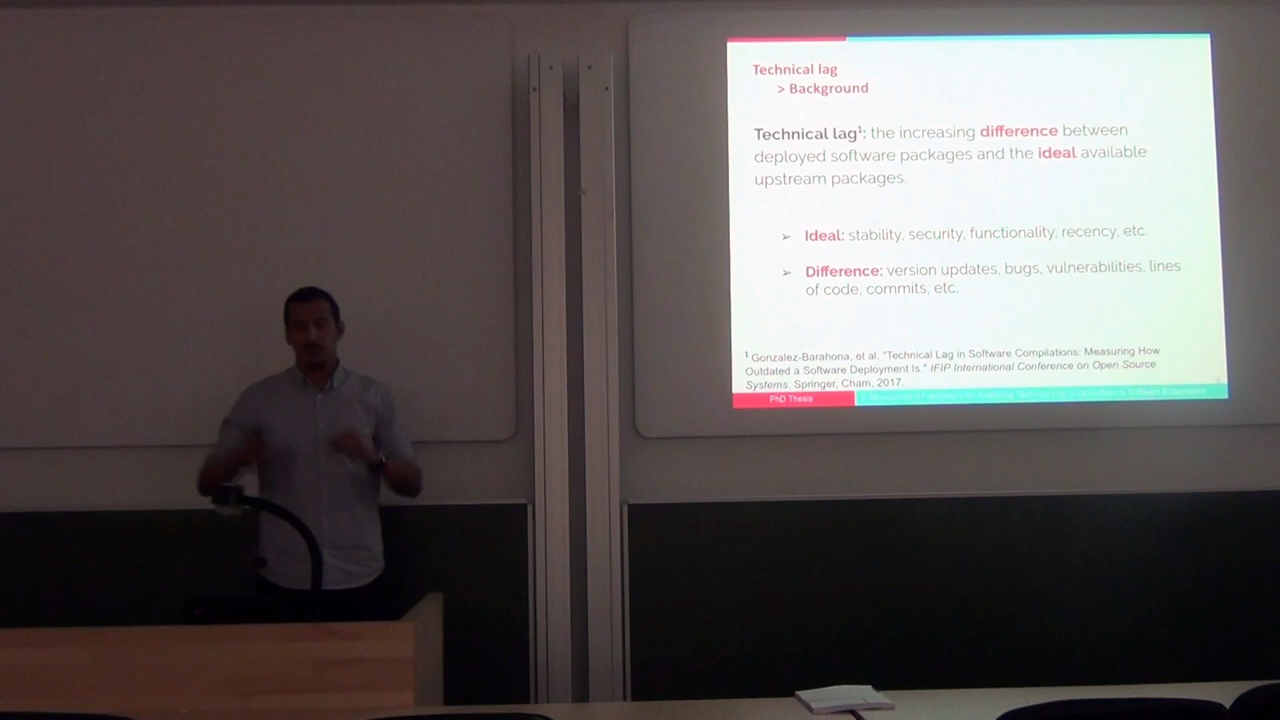 Technical lag
> Background
Technical lag¹: the increasing difference between
deployed software packages and the ideal available
upstream packages.
➢ Ideal: stability, security, functionality, recency, etc.
➢ Difference: version updates, bugs, vulnerabilities, lines
of code, commits, etc.
¹ Gonzalez-Barahona, et al. "Technical Lag in Software Compilations: Measuring How
Outdated a Software Deployment Is." IFIP International Conference on Open Source
Systems. Springer, Cham, 2017.
PhD Thesis